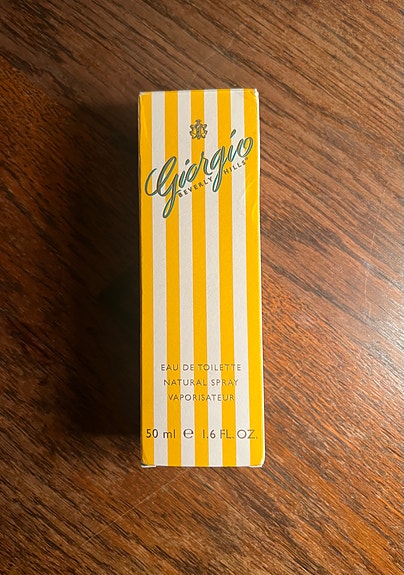 Giorgio
BEVERLY HILLS®
EAU DE TOILETTE
NATURAL SPRAY
VAPORISATEUR
50 ml ℮ 1.6 FL. OZ.